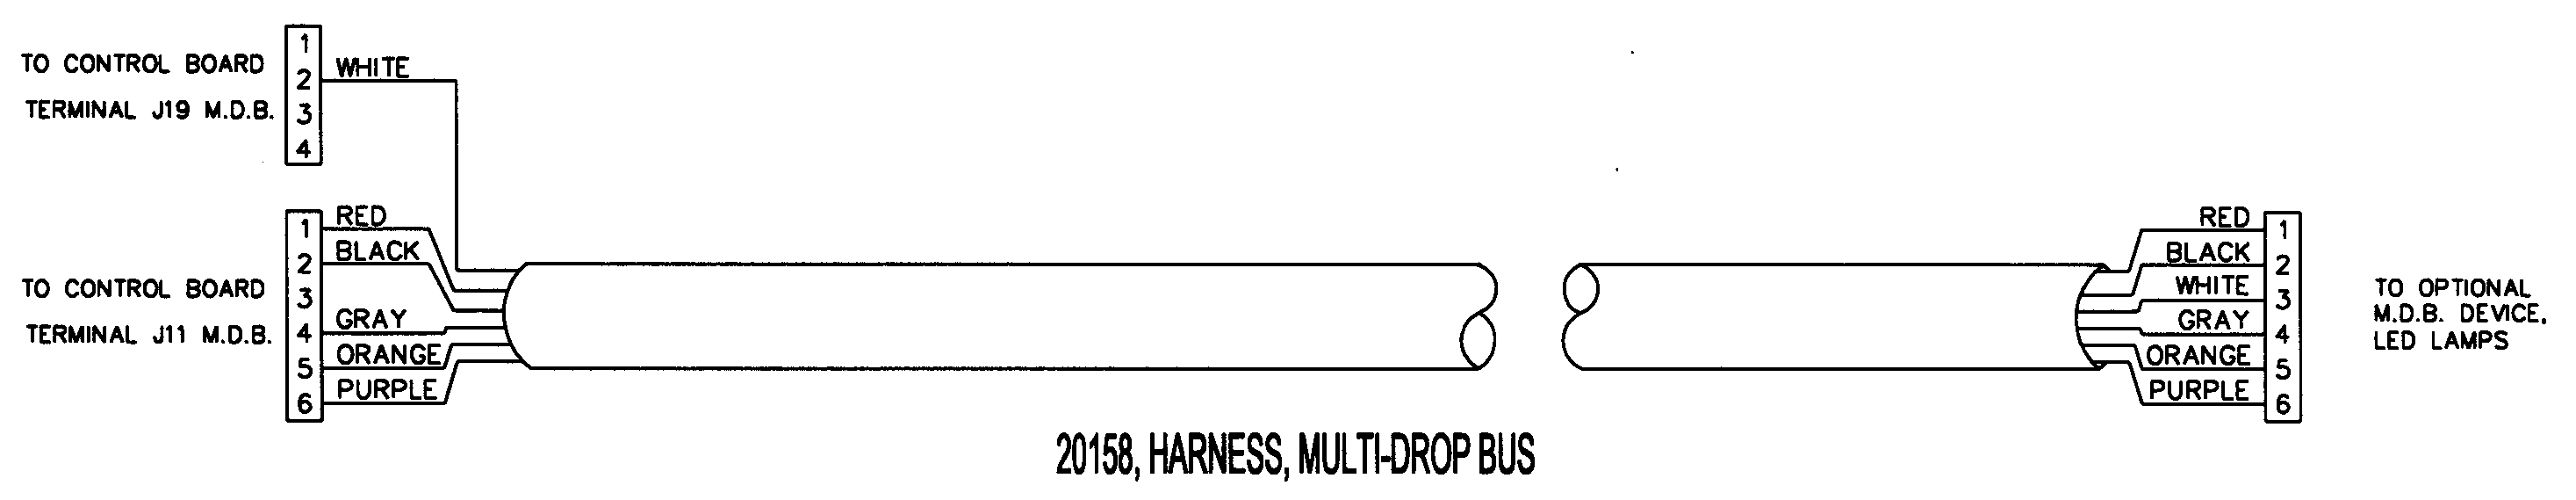 TO CONTROL BOARD
TERMINAL J19 M.D.B.
1
2 WHITE
3
4
TO CONTROL BOARD
TERMINAL J11 M.D.B.
1 RED
2 BLACK
3
4 GRAY
5 ORANGE
6 PURPLE
RED 1
BLACK 2
WHITE 3
GRAY 4
ORANGE 5
PURPLE 6
TO OPTIONAL
M.D.B. DEVICE,
LED LAMPS
20158, HARNESS, MULTI-DROP BUS